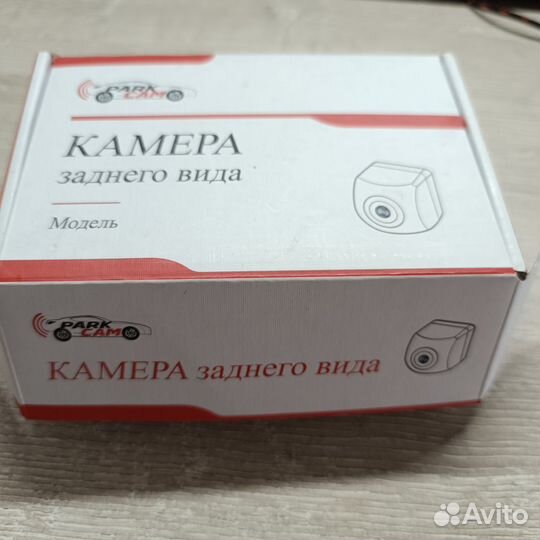 PARK
CAM
КАМЕРА
заднего вида
Модель
PARK
CAM
КАМЕРА заднего вида
Avito